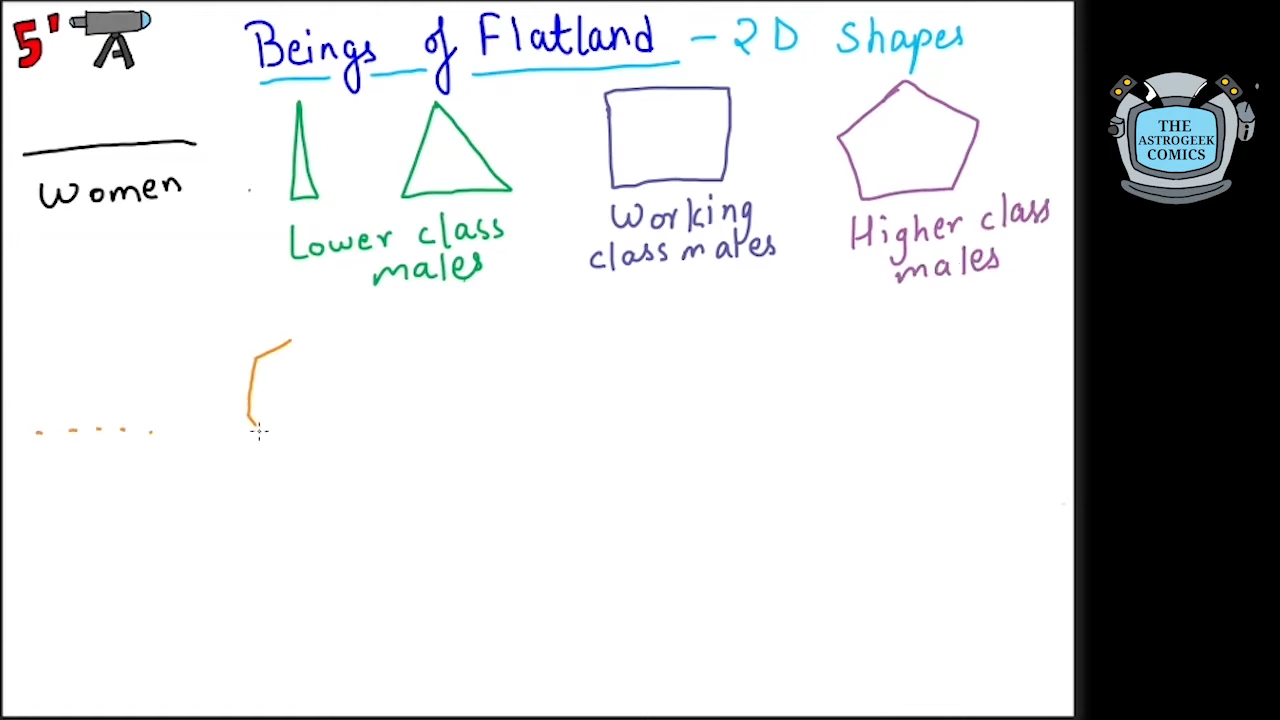 5'
Beings of Flatland - 2D Shapes
Women
Lower class
males
Working
class males
Higher class
males
THE
ASTROGEEK
COMICS